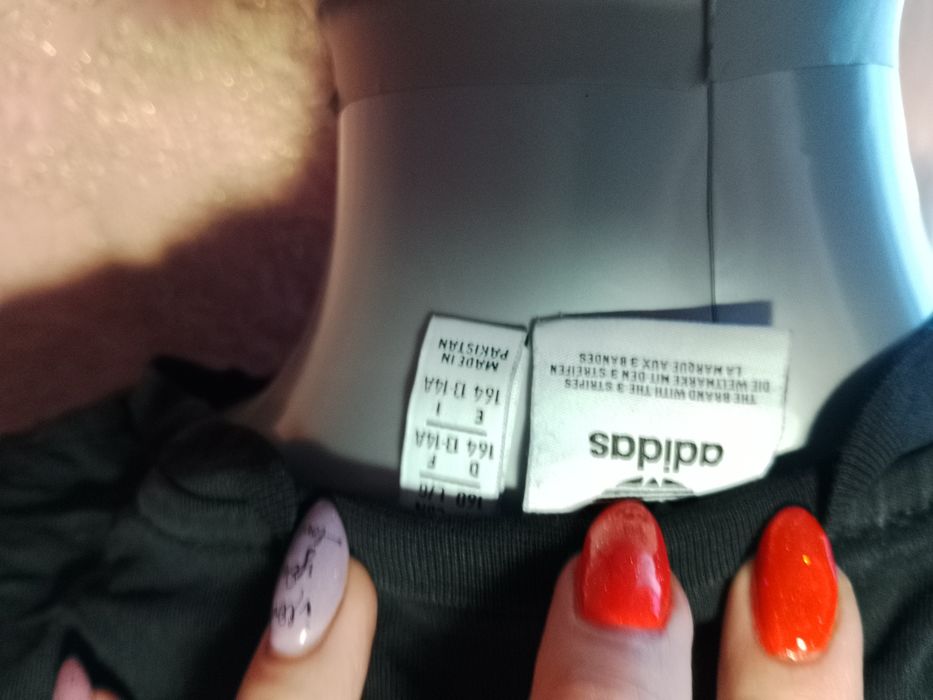 adidas
THE BRAND WITH THE 3 STRIPES
DIE WELTMARKE MIT DEN 3 STREIFEN
LA MARQUE AUX 3 BANDES
D F
164 13-14A
E I
164 13-14A
MADE IN
PAKISTAN